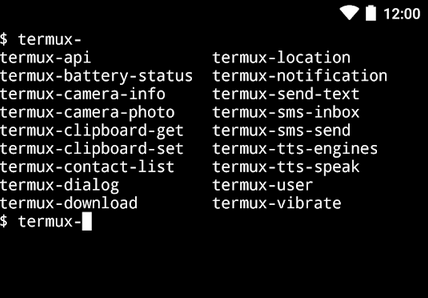 12:00
$ termux-
termux-api termux-location
termux-battery-status termux-notification
termux-camera-info termux-send-text
termux-camera-photo termux-sms-inbox
termux-clipboard-get termux-sms-send
termux-clipboard-set termux-tts-engines
termux-contact-list termux-tts-speak
termux-dialog termux-user
termux-download termux-vibrate
$ termux-